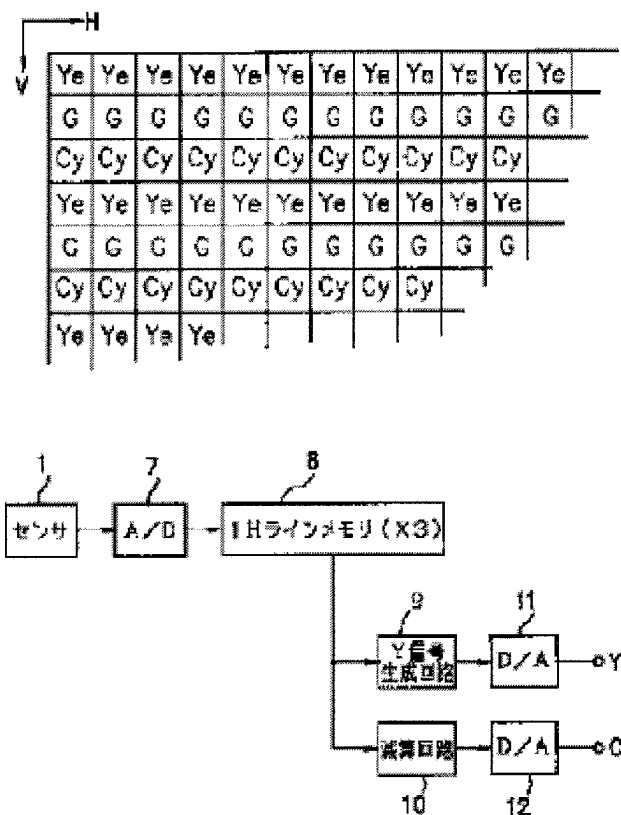 H
V
Ye Ye Ye Ye Ye Ye Ye Ye Ye Ye Ye Ye
G G G G G G G G G G G G
Cy Cy Cy Cy Cy Cy Cy Cy Cy Cy Cy
Ye Ye Ye Ye Ye Ye Ye Ye Ye Ye Ye
G G G G G G G G G G G
Cy Cy Cy Cy Cy Cy Cy Cy Cy
Ye Ye Ye Ye
1 7 8
センサ A/D 1Hラインメモリ(×3)
9 11
Y信号
生成回路 D/A Y
減算回路 D/A C
10 12